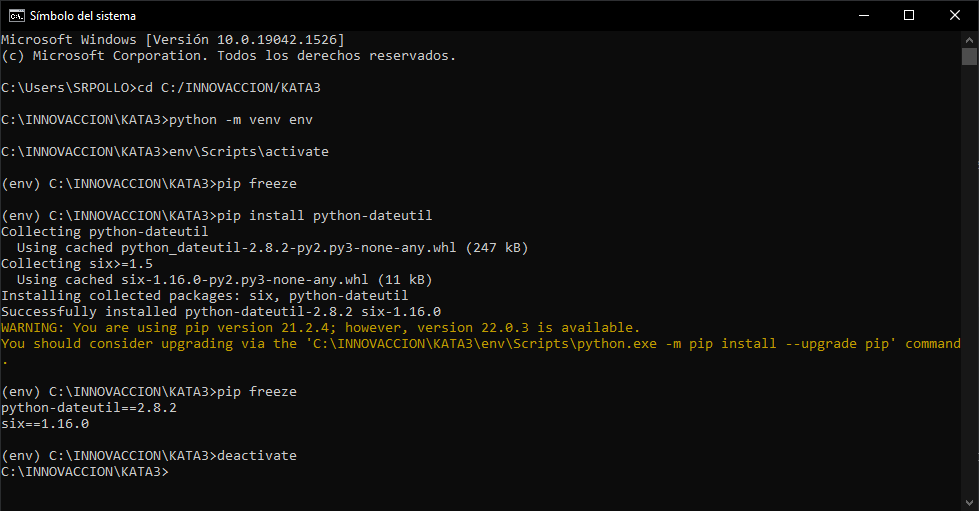 Símbolo del sistema
Microsoft Windows [Versión 10.0.19042.1526]
(c) Microsoft Corporation. Todos los derechos reservados.
C:\Users\SRPOLLO>cd C:/INNOVACCION/KATA3
C:\INNOVACCION\KATA3>python -m venv env
C:\INNOVACCION\KATA3>env\Scripts\activate
(env) C:\INNOVACCION\KATA3>pip freeze
(env) C:\INNOVACCION\KATA3>pip install python-dateutil
Collecting python-dateutil
  Using cached python_dateutil-2.8.2-py2.py3-none-any.whl (247 kB)
Collecting six>=1.5
  Using cached six-1.16.0-py2.py3-none-any.whl (11 kB)
Installing collected packages: six, python-dateutil
Successfully installed python-dateutil-2.8.2 six-1.16.0
WARNING: You are using pip version 21.2.4; however, version 22.0.3 is available.
You should consider upgrading via the 'C:\INNOVACCION\KATA3\env\Scripts\python.exe -m pip install --upgrade pip' command
.
(env) C:\INNOVACCION\KATA3>pip freeze
python-dateutil==2.8.2
six==1.16.0
(env) C:\INNOVACCION\KATA3>deactivate
C:\INNOVACCION\KATA3>